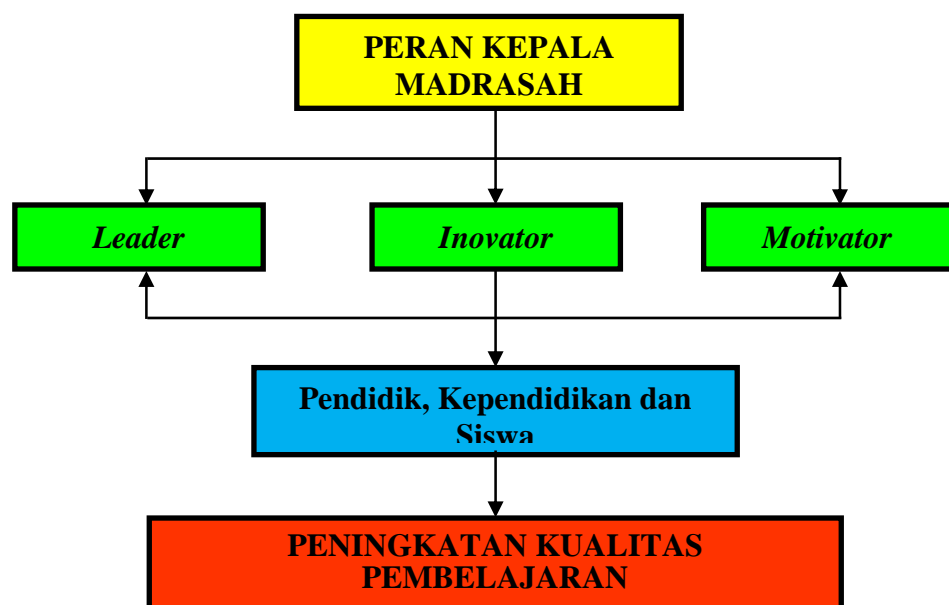 PERAN KEPALA
MADRASAH
Leader
Inovator
Motivator
Pendidik, Kependidikan dan
Siswa
PENINGKATAN KUALITAS
PEMBELAJARAN